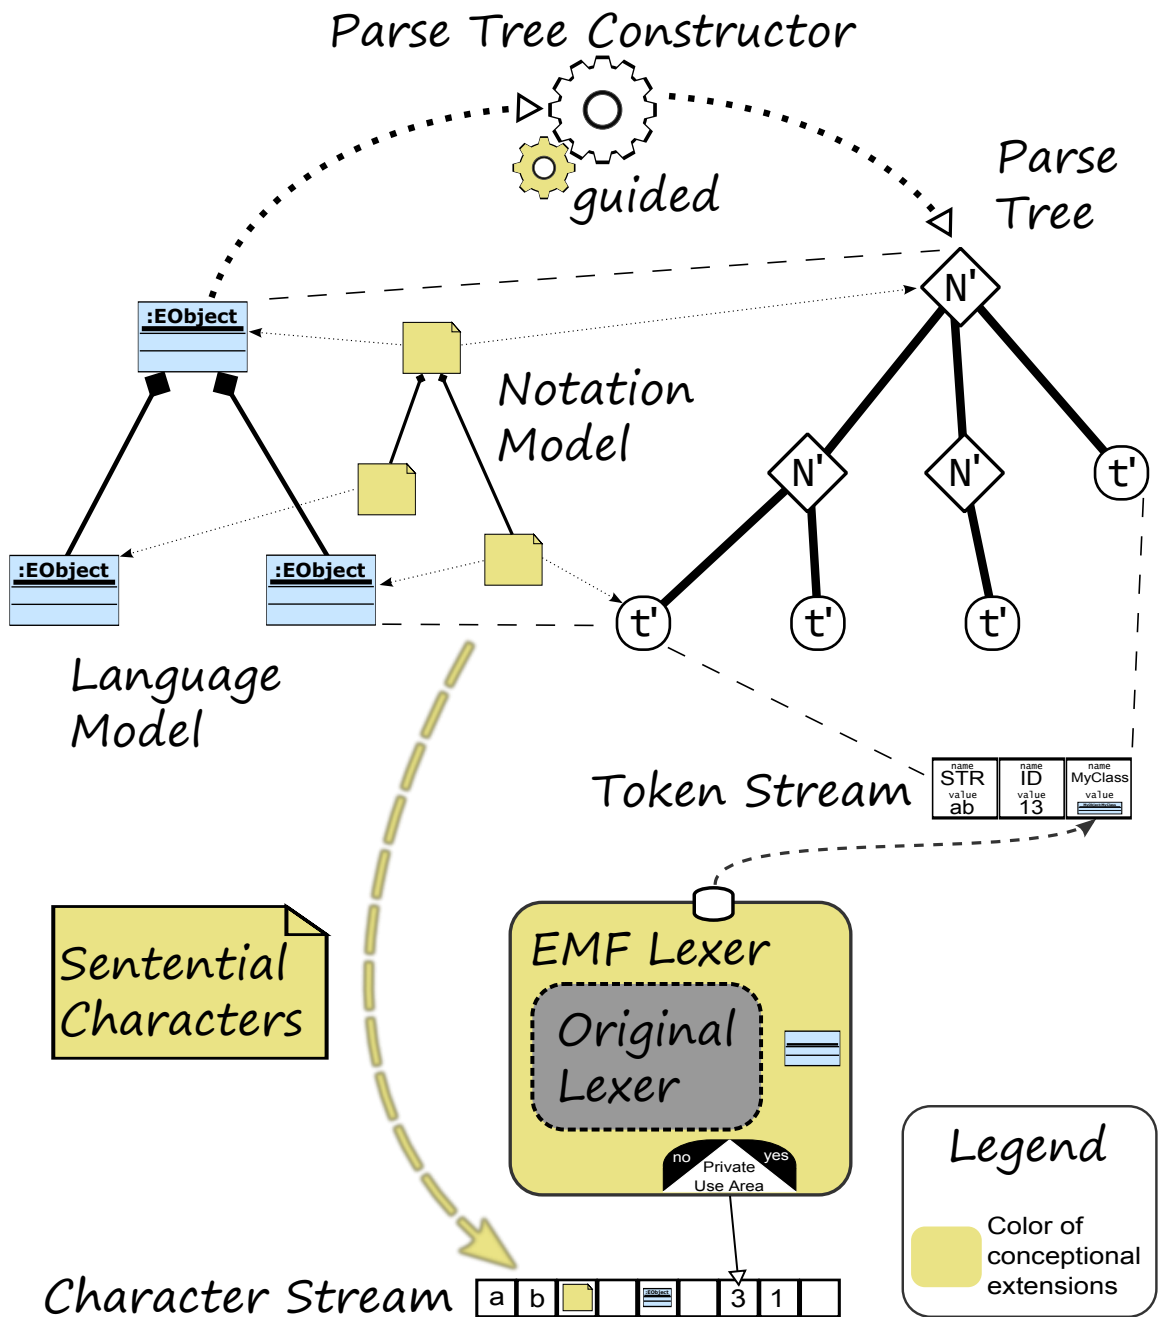 Parse Tree Constructor
guided
Parse
Tree
N'
:EObject
Notation
Model
N'
N'
t'
:EObject
:EObject
t'
t'
t'
Language
Model
Token Stream
name
STR
value
ab
name
ID
value
13
name
MyClass
value
Sentential
Characters
EMF Lexer
Original
Lexer
no
yes
Private
Use Area
Legend
Color of
conceptional
extensions
Character Stream
a b :EObject 3 1